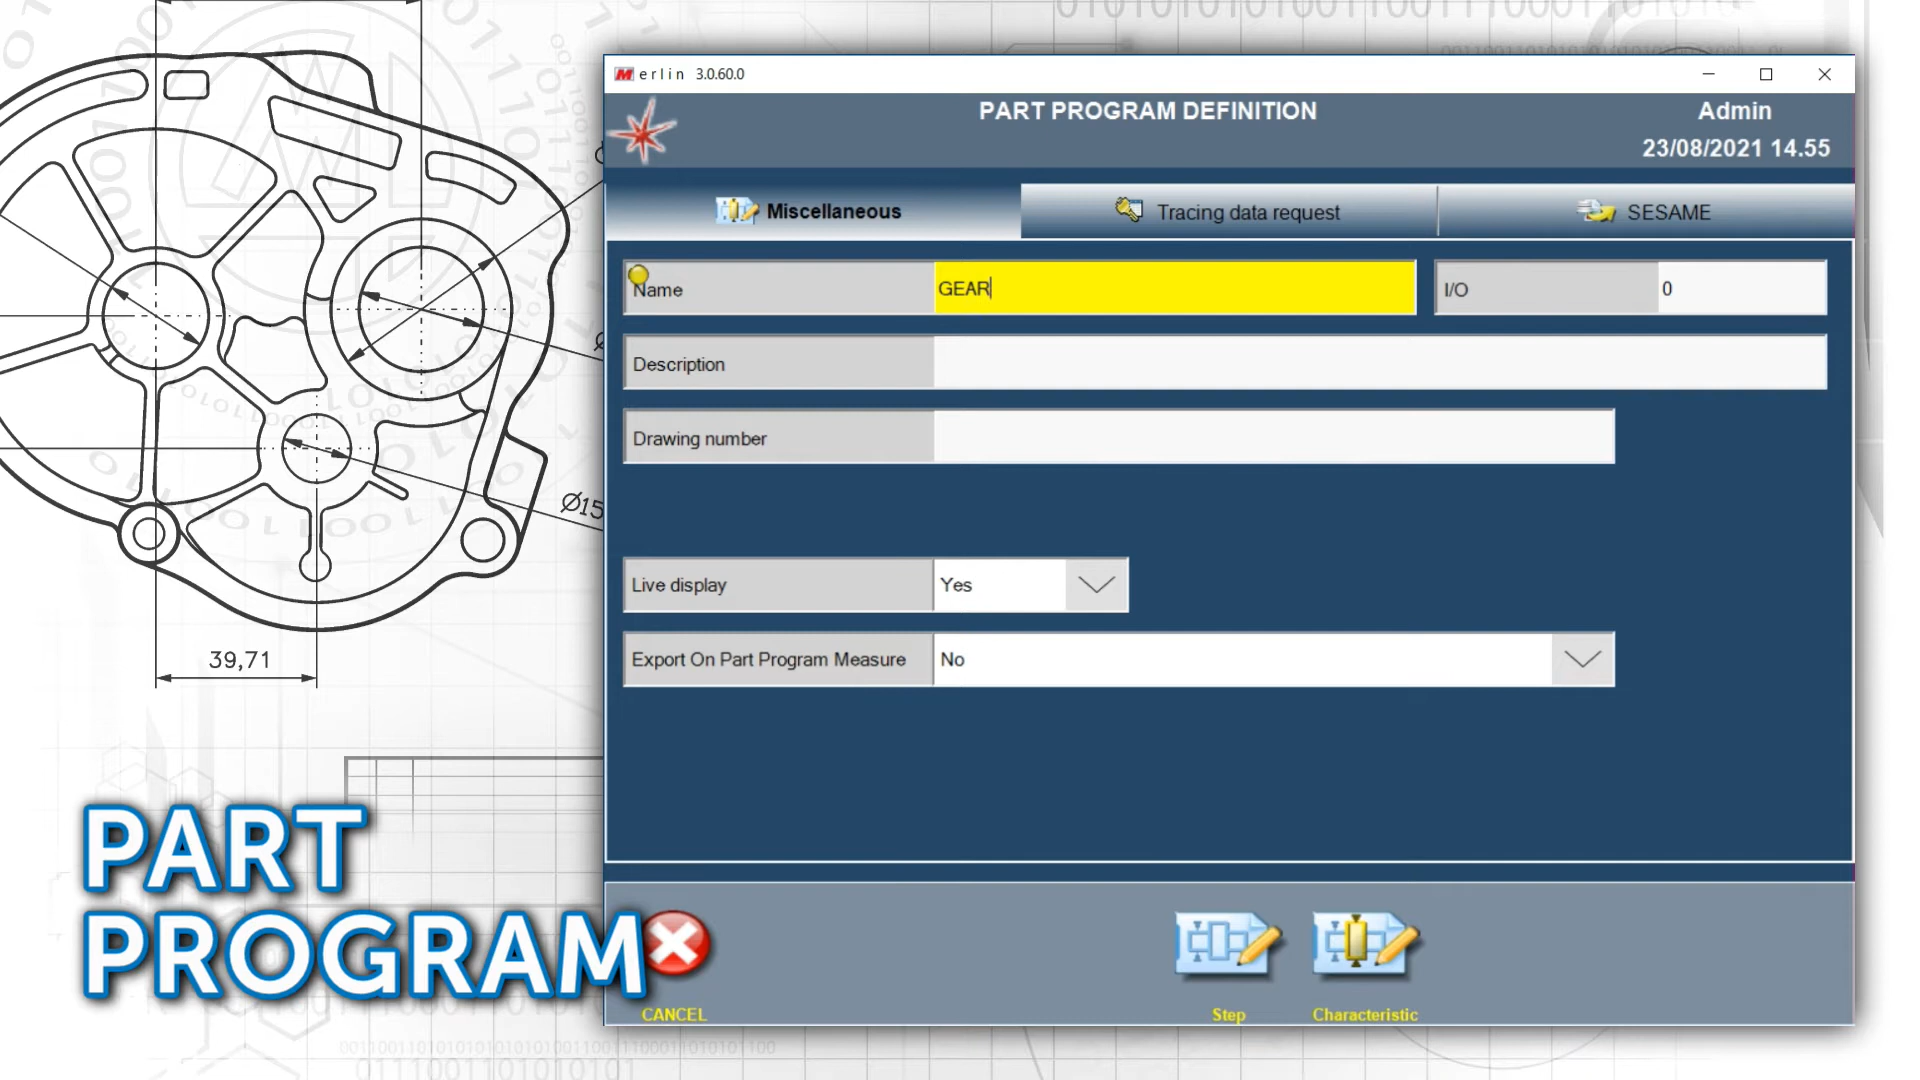 Merlin 3.0.60.0
PART PROGRAM DEFINITION
Admin
23/08/2021 14.55
Miscellaneous
Tracing data request
SESAME
Name
GEAR
I/O
0
Description
Drawing number
Live display
Yes
Export On Part Program Measure
No
CANCEL
Step
Characteristic
Ø15
39,71
PART
PROGRAM